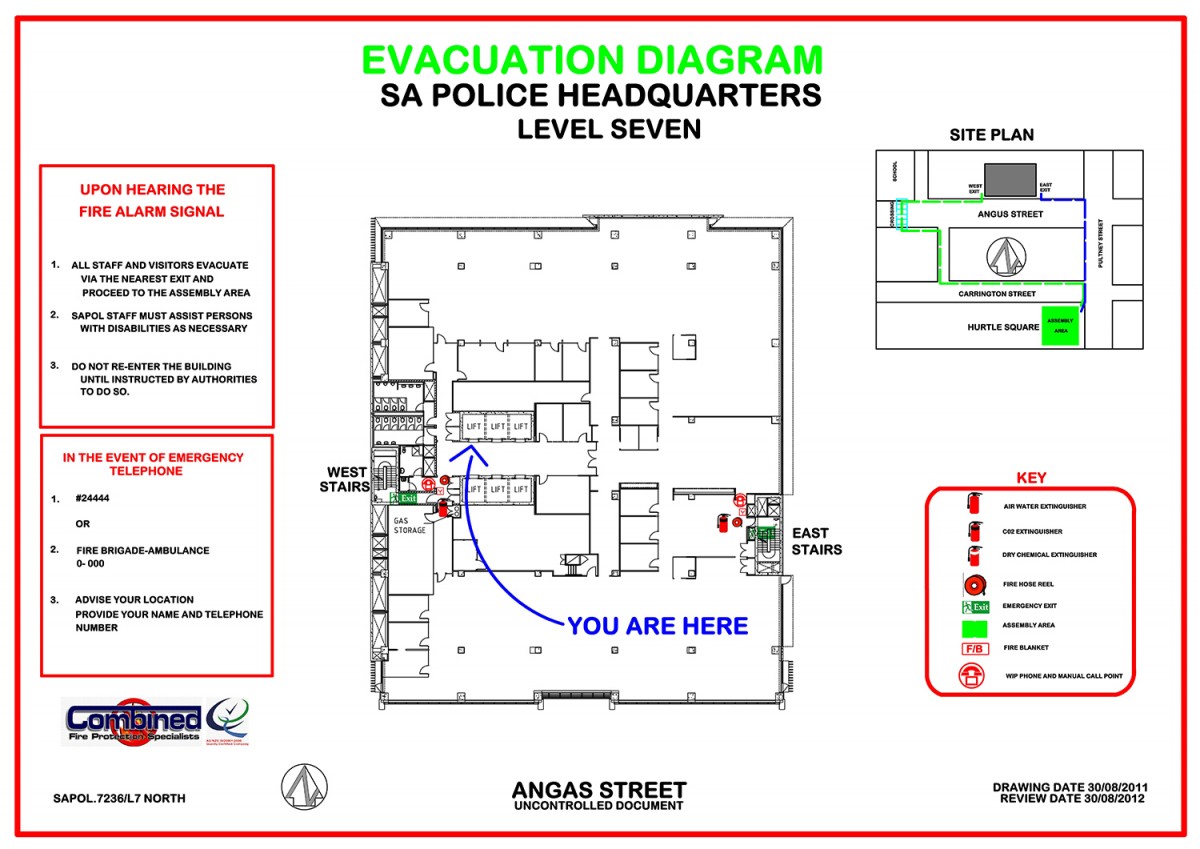 EVACUATION DIAGRAM
SA POLICE HEADQUARTERS
LEVEL SEVEN
UPON HEARING THE
FIRE ALARM SIGNAL
1. ALL STAFF AND VISITORS EVACUATE
VIA THE NEAREST EXIT AND
PROCEED TO THE ASSEMBLY AREA
2. SAPOL STAFF MUST ASSIST PERSONS
WITH DISABILITIES AS NECESSARY
3. DO NOT RE-ENTER THE BUILDING
UNTIL INSTRUCTED BY AUTHORITIES
TO DO SO.
IN THE EVENT OF EMERGENCY
TELEPHONE
1. #24444
OR
2. FIRE BRIGADE-AMBULANCE
0- 000
3. ADVISE YOUR LOCATION
PROVIDE YOUR NAME AND TELEPHONE
NUMBER
Combined
Fire Protection Specialists
SAPOL.7236/L7 NORTH
LIFT LIFT LIFT
WEST
STAIRS
Exit
LIFT LIFT LIFT
GAS
STORAGE
EAST
STAIRS
YOU ARE HERE
ANGAS STREET
UNCONTROLLED DOCUMENT
SITE PLAN
SCHOOL
WEST
EXIT
EAST
EXIT
CROSSING
ANGUS STREET
PULTNEY STREET
CARRINGTON STREET
HURTLE SQUARE
ASSEMBLY
AREA
KEY
AIR WATER EXTINGUISHER
C02 EXTINGUISHER
DRY CHEMICAL EXTINGUISHER
FIRE HOSE REEL
Exit
EMERGENCY EXIT
ASSEMBLY AREA
F/B
FIRE BLANKET
WIP PHONE AND MANUAL CALL POINT
DRAWING DATE 30/08/2011
REVIEW DATE 30/08/2012